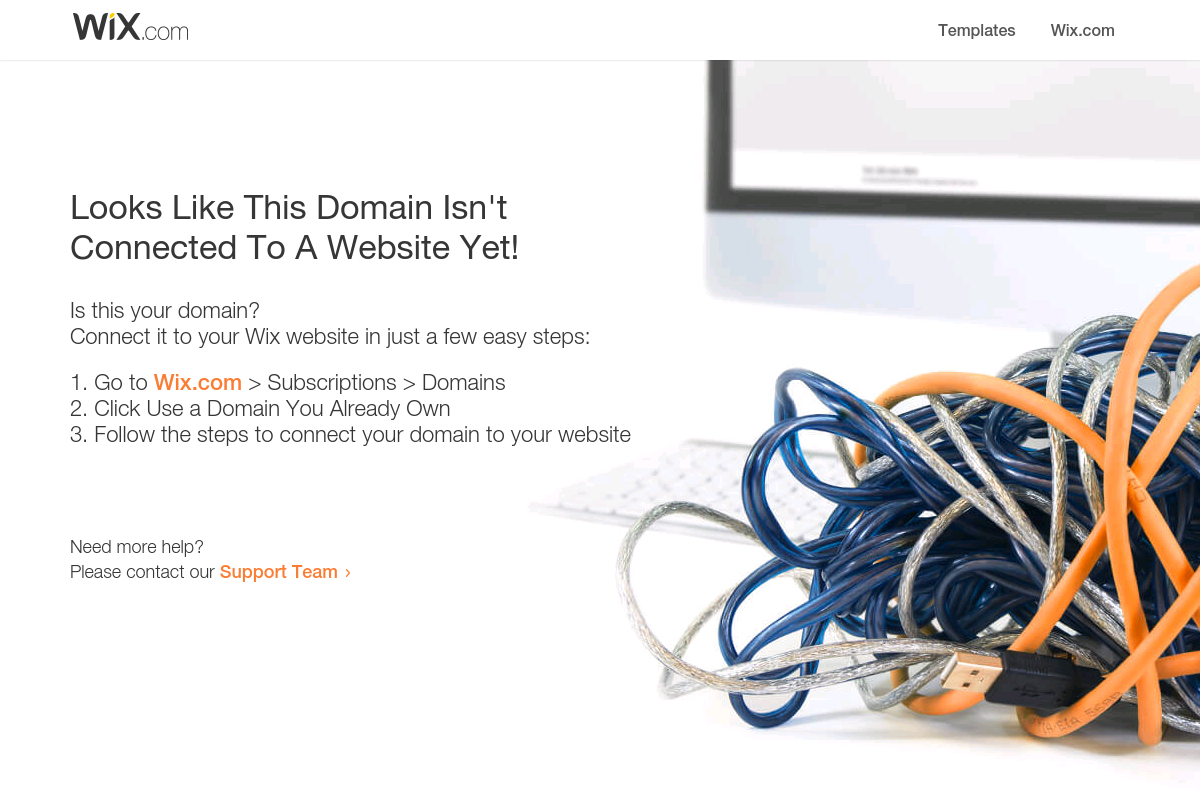 WiX.com
Templates
Wix.com
Looks Like This Domain Isn't
Connected To A Website Yet!
Is this your domain?
Connect it to your Wix website in just a few easy steps:
1. Go to Wix.com > Subscriptions > Domains
2. Click Use a Domain You Already Own
3. Follow the steps to connect your domain to your website
Need more help?
Please contact our Support Team ›